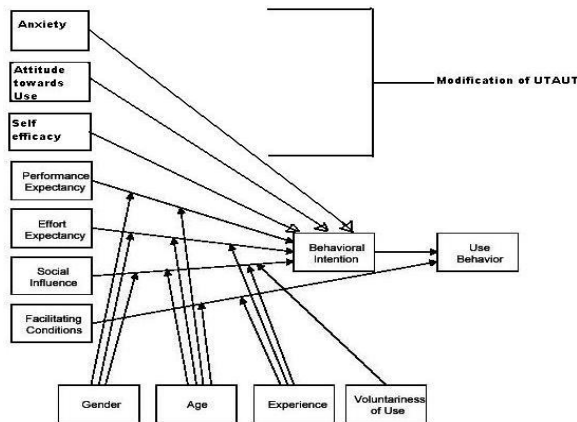 Anxiety
Attitude
towards
Use
Self
efficacy
Performance
Expectancy
Effort
Expectancy
Social
Influence
Facilitating
Conditions
Modification of UTAUT
Behavioral
Intention
Use
Behavior
Gender
Age
Experience
Voluntariness
of Use